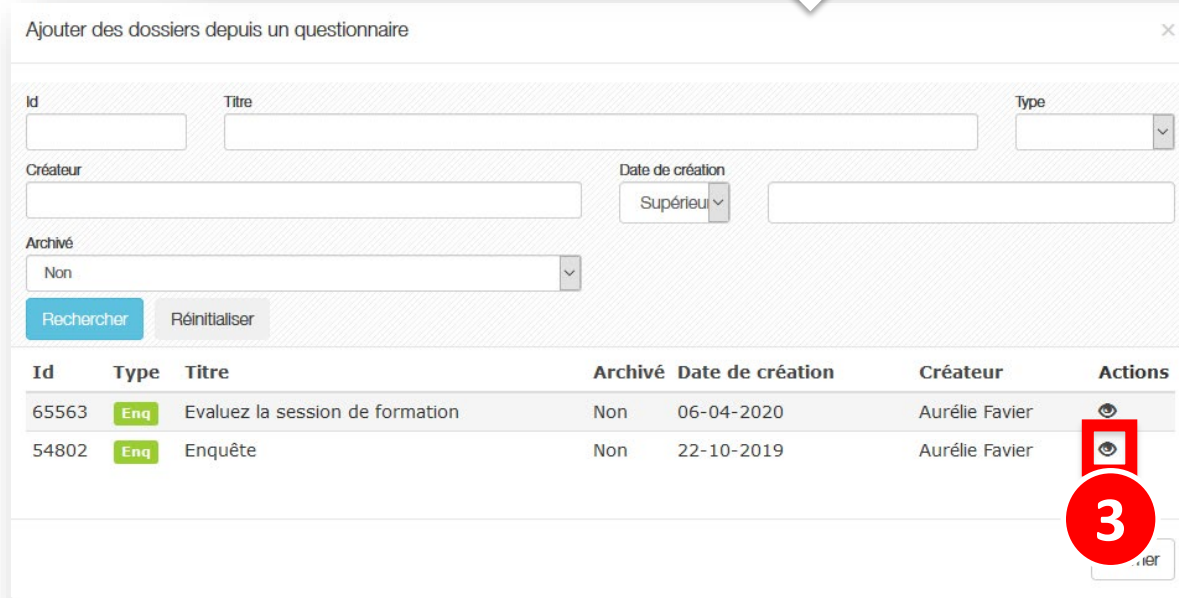 Ajouter des dossiers depuis un questionnaire ×
Id Titre Type
Créateur Date de création
Supérieur
Archivé
Non
Rechercher Réinitialiser
Id Type Titre Archivé Date de création Créateur Actions
65563 Enq Evaluez la session de formation Non 06-04-2020 Aurélie Favier
54802 Enq Enquête Non 22-10-2019 Aurélie Favier
3